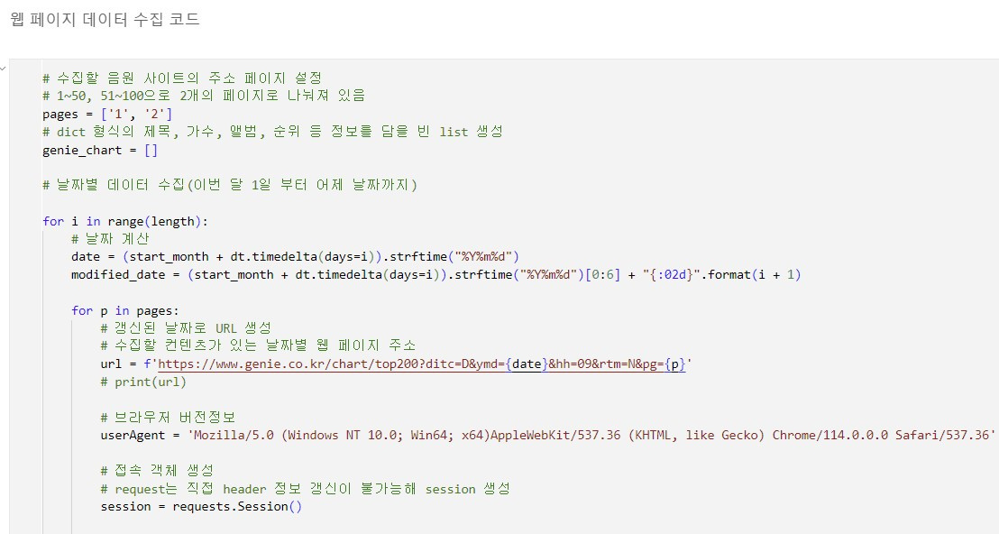 웹 페이지 데이터 수집 코드
# 수집할 음원 사이트의 주소 페이지 설정
# 1~50, 51~100으로 2개의 페이지로 나눠져 있음
pages = ['1', '2']
# dict 형식의 제목, 가수, 앨범, 순위 등 정보를 담을 빈 list 생성
genie_chart = []
# 날짜별 데이터 수집(이번 달 1일 부터 어제 날짜까지)
for i in range(length):
# 날짜 계산
date = (start_month + dt.timedelta(days=i)).strftime("%Y%m%d")
modified_date = (start_month + dt.timedelta(days=i)).strftime("%Y%m%d")[0:6] + "{:02d}".format(i + 1)
for p in pages:
# 갱신된 날짜로 URL 생성
# 수집할 컨텐츠가 있는 날짜별 웹 페이지 주소
url = f'https://www.genie.co.kr/chart/top200?ditc=D&ymd={date}&hh=09&rtm=N&pg={p}'
# print(url)
# 브라우저 버전정보
userAgent = 'Mozilla/5.0 (Windows NT 10.0; Win64; x64)AppleWebKit/537.36 (KHTML, like Gecko) Chrome/114.0.0.0 Safari/537.36'
# 접속 객체 생성
# request는 직접 header 정보 갱신이 불가능해 session 생성
session = requests.Session()